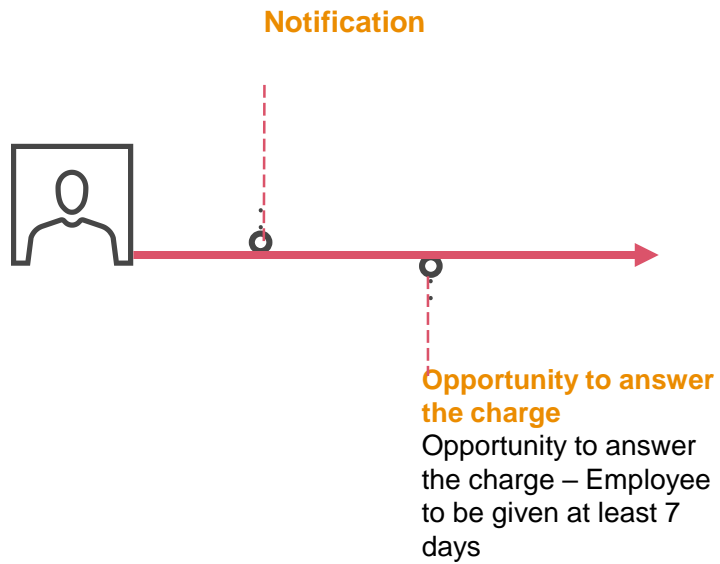 Notification
Opportunity to answer
the charge
Opportunity to answer
the charge – Employee
to be given at least 7
days